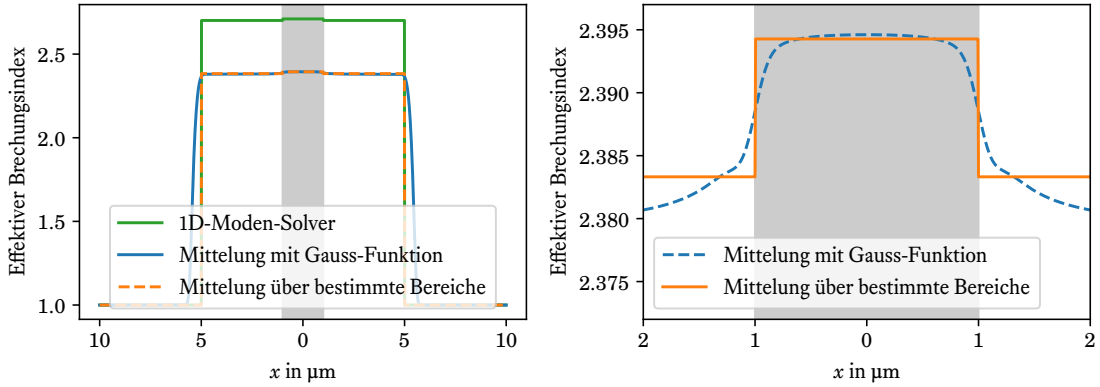 Effektiver Brechungsindex
2.5
2.0
1.5
1.0
1D-Moden-Solver
Mittelung mit Gauss-Funktion
Mittelung über bestimmte Bereiche
10 5 0 5 10
x in µm
Effektiver Brechungsindex
2.395
2.390
2.385
2.380
2.375
Mittelung mit Gauss-Funktion
Mittelung über bestimmte Bereiche
2 1 0 1 2
x in µm